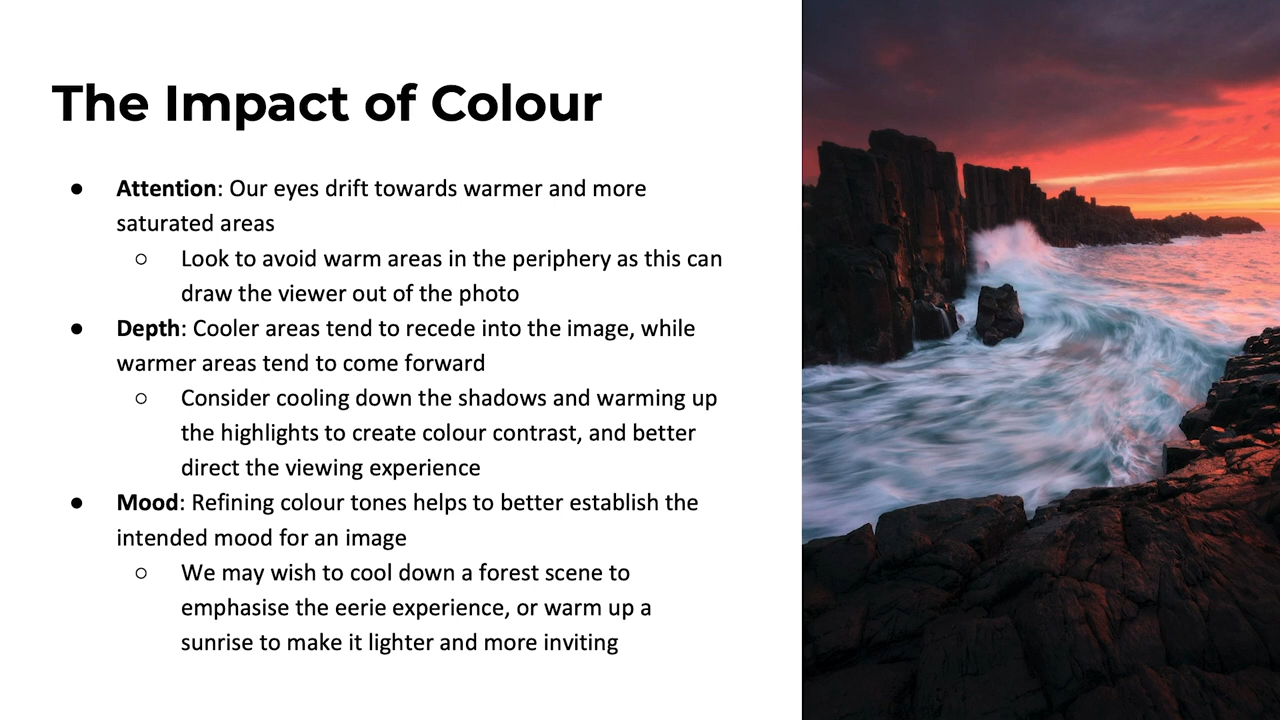 The Impact of Colour
● Attention: Our eyes drift towards warmer and more
saturated areas
○ Look to avoid warm areas in the periphery as this can
draw the viewer out of the photo
● Depth: Cooler areas tend to recede into the image, while
warmer areas tend to come forward
○ Consider cooling down the shadows and warming up
the highlights to create colour contrast, and better
direct the viewing experience
● Mood: Refining colour tones helps to better establish the
intended mood for an image
○ We may wish to cool down a forest scene to
emphasise the eerie experience, or warm up a
sunrise to make it lighter and more inviting